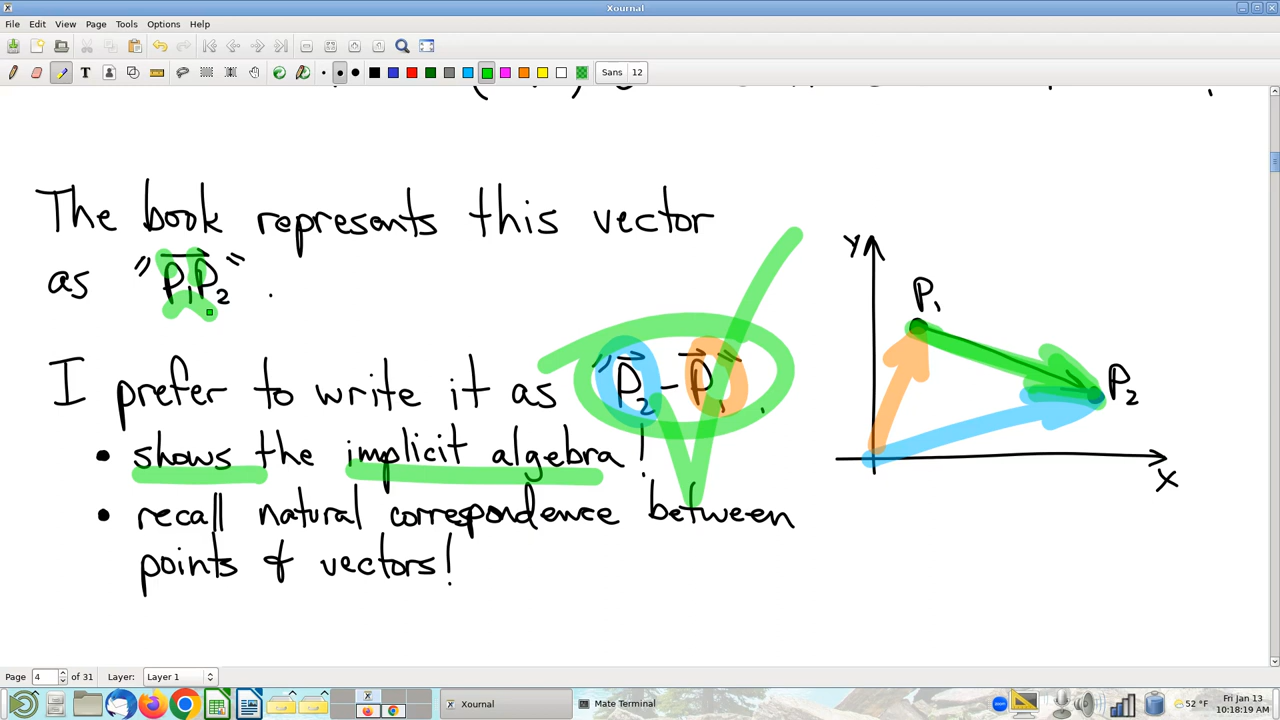 Xournal
File Edit View Page Tools Options Help
Sans 12
The book represents this vector
as "P₁P₂" .
I prefer to write it as "P₂ - P₁" .
• shows the implicit algebra!
• recall natural correspondence between
points & vectors!
Y
P₁
P₂
X
Page 4 of 31 Layer: Layer 1
Xournal Mate Terminal 52 °F Fri Jan 13
10:18:19 AM